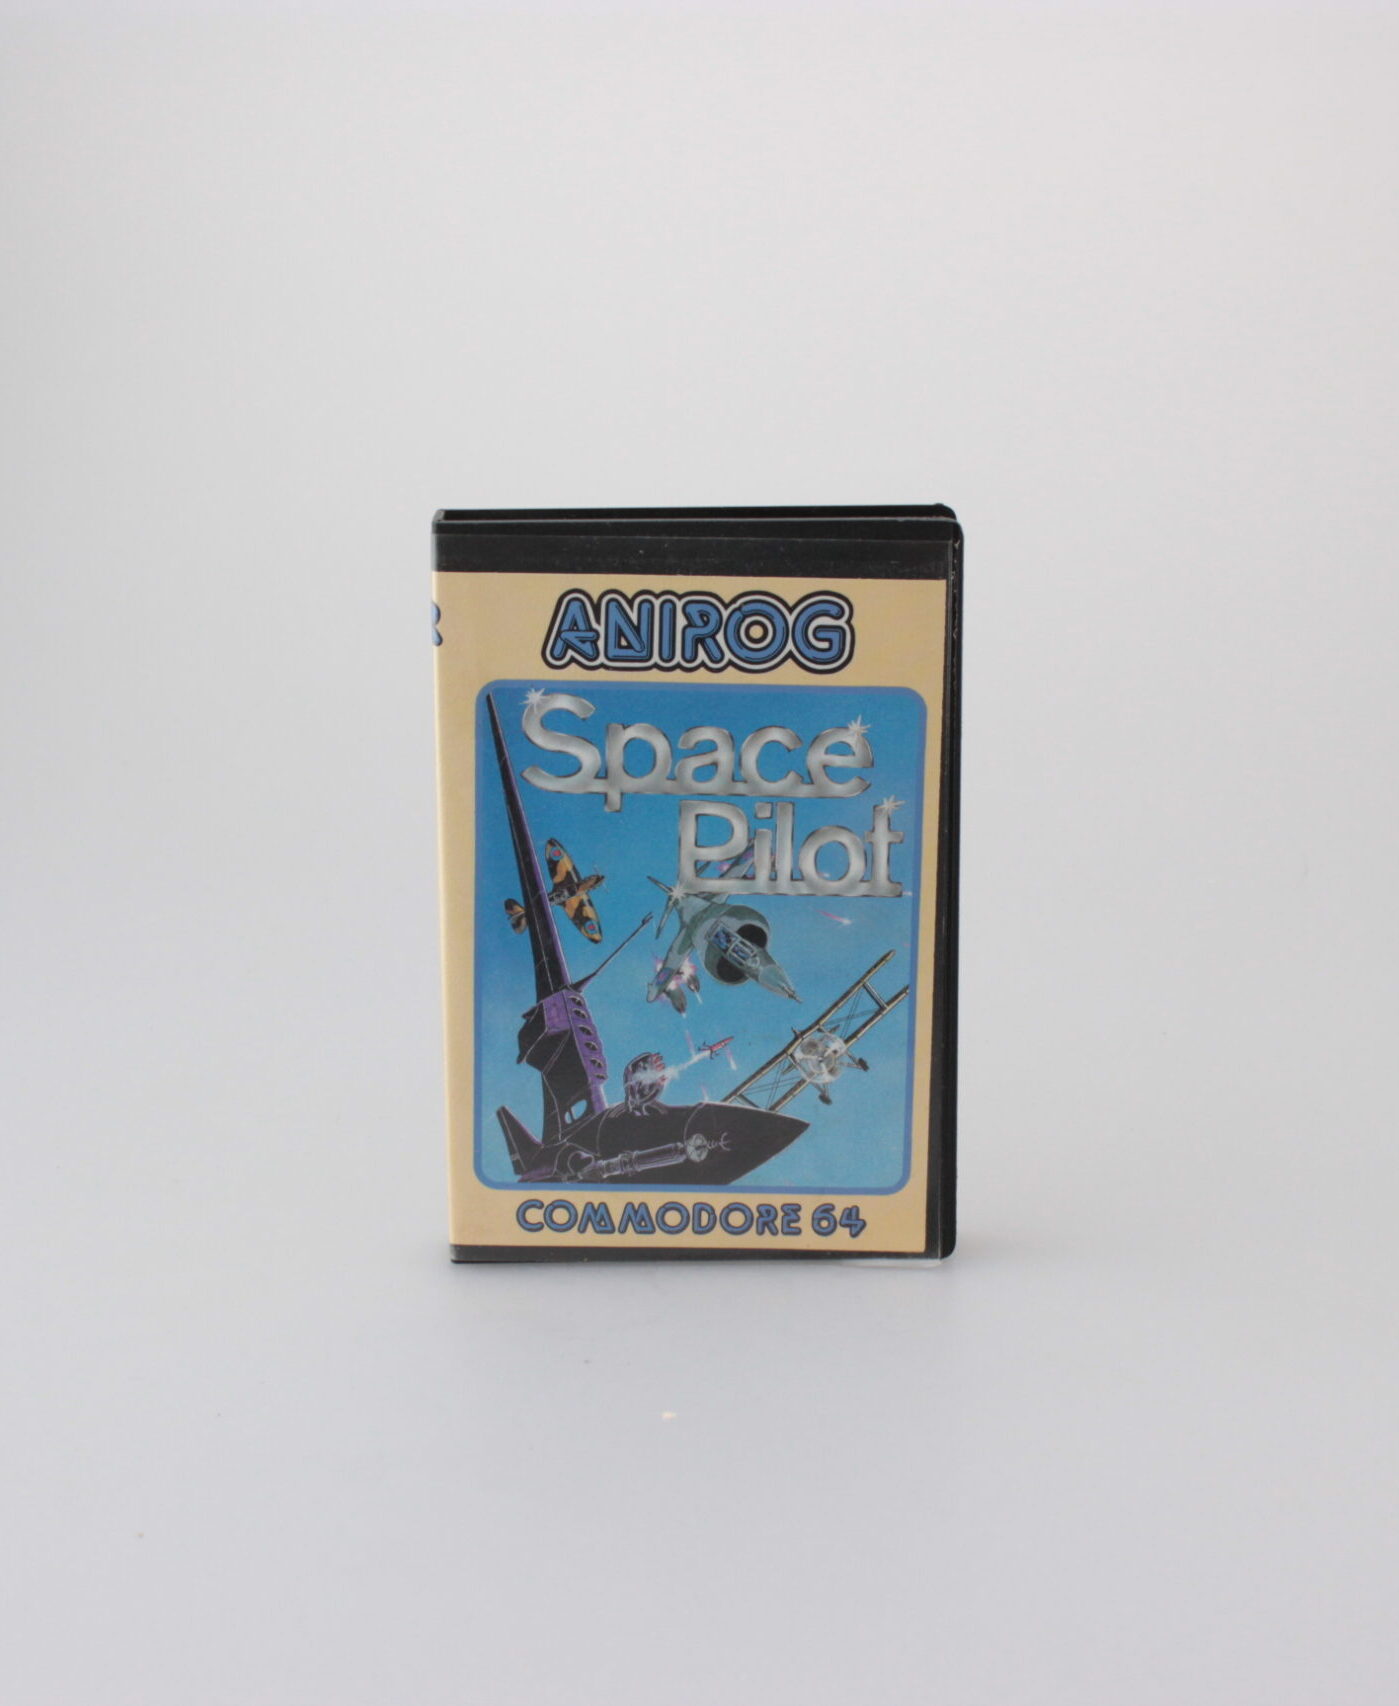 ANIROG
Space
Pilot
COMMODORE 64